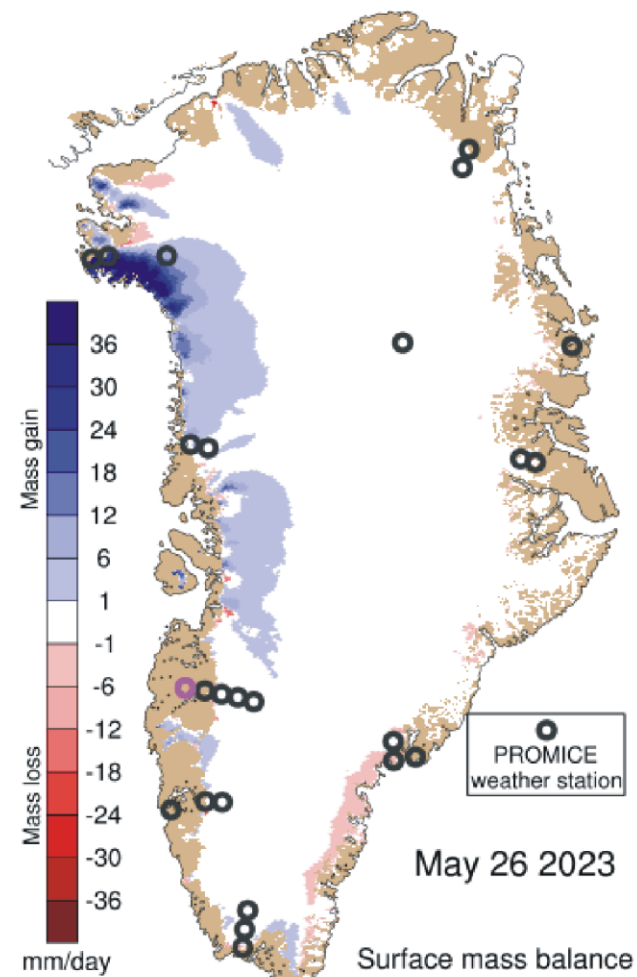 Mass gain
36
30
24
18
12
6
1
-1
-6
-12
-18
-24
-30
-36
Mass loss
mm/day
PROMICE
weather station
May 26 2023
Surface mass balance